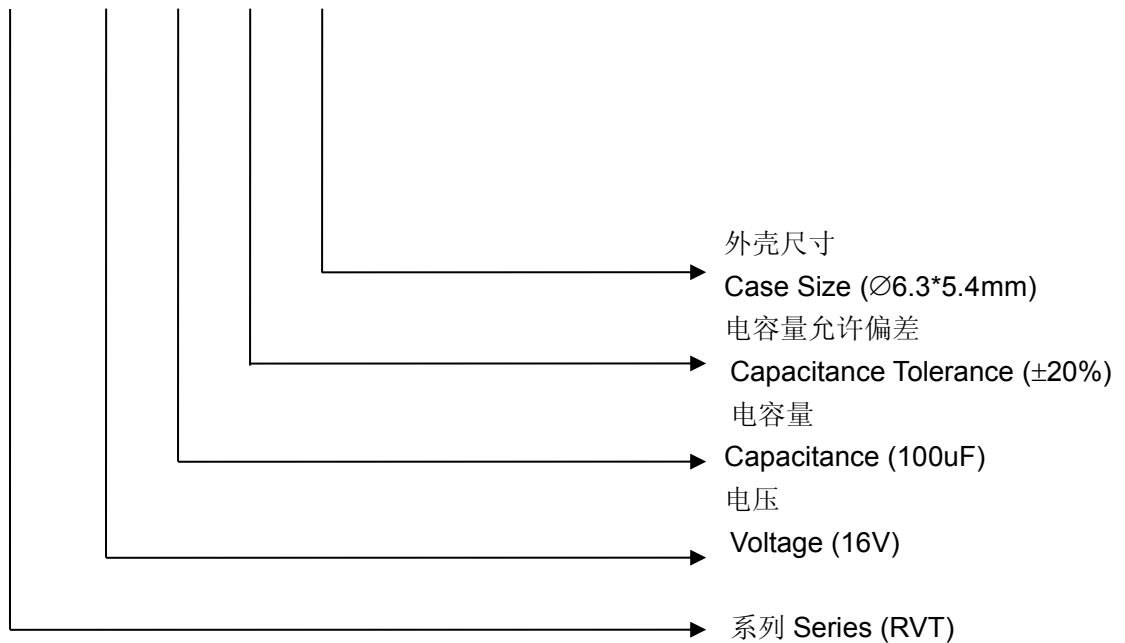 外壳尺寸
Case Size (∅6.3*5.4mm)
电容量允许偏差
Capacitance Tolerance (±20%)
电容量
Capacitance (100uF)
电压
Voltage (16V)
系列 Series (RVT)